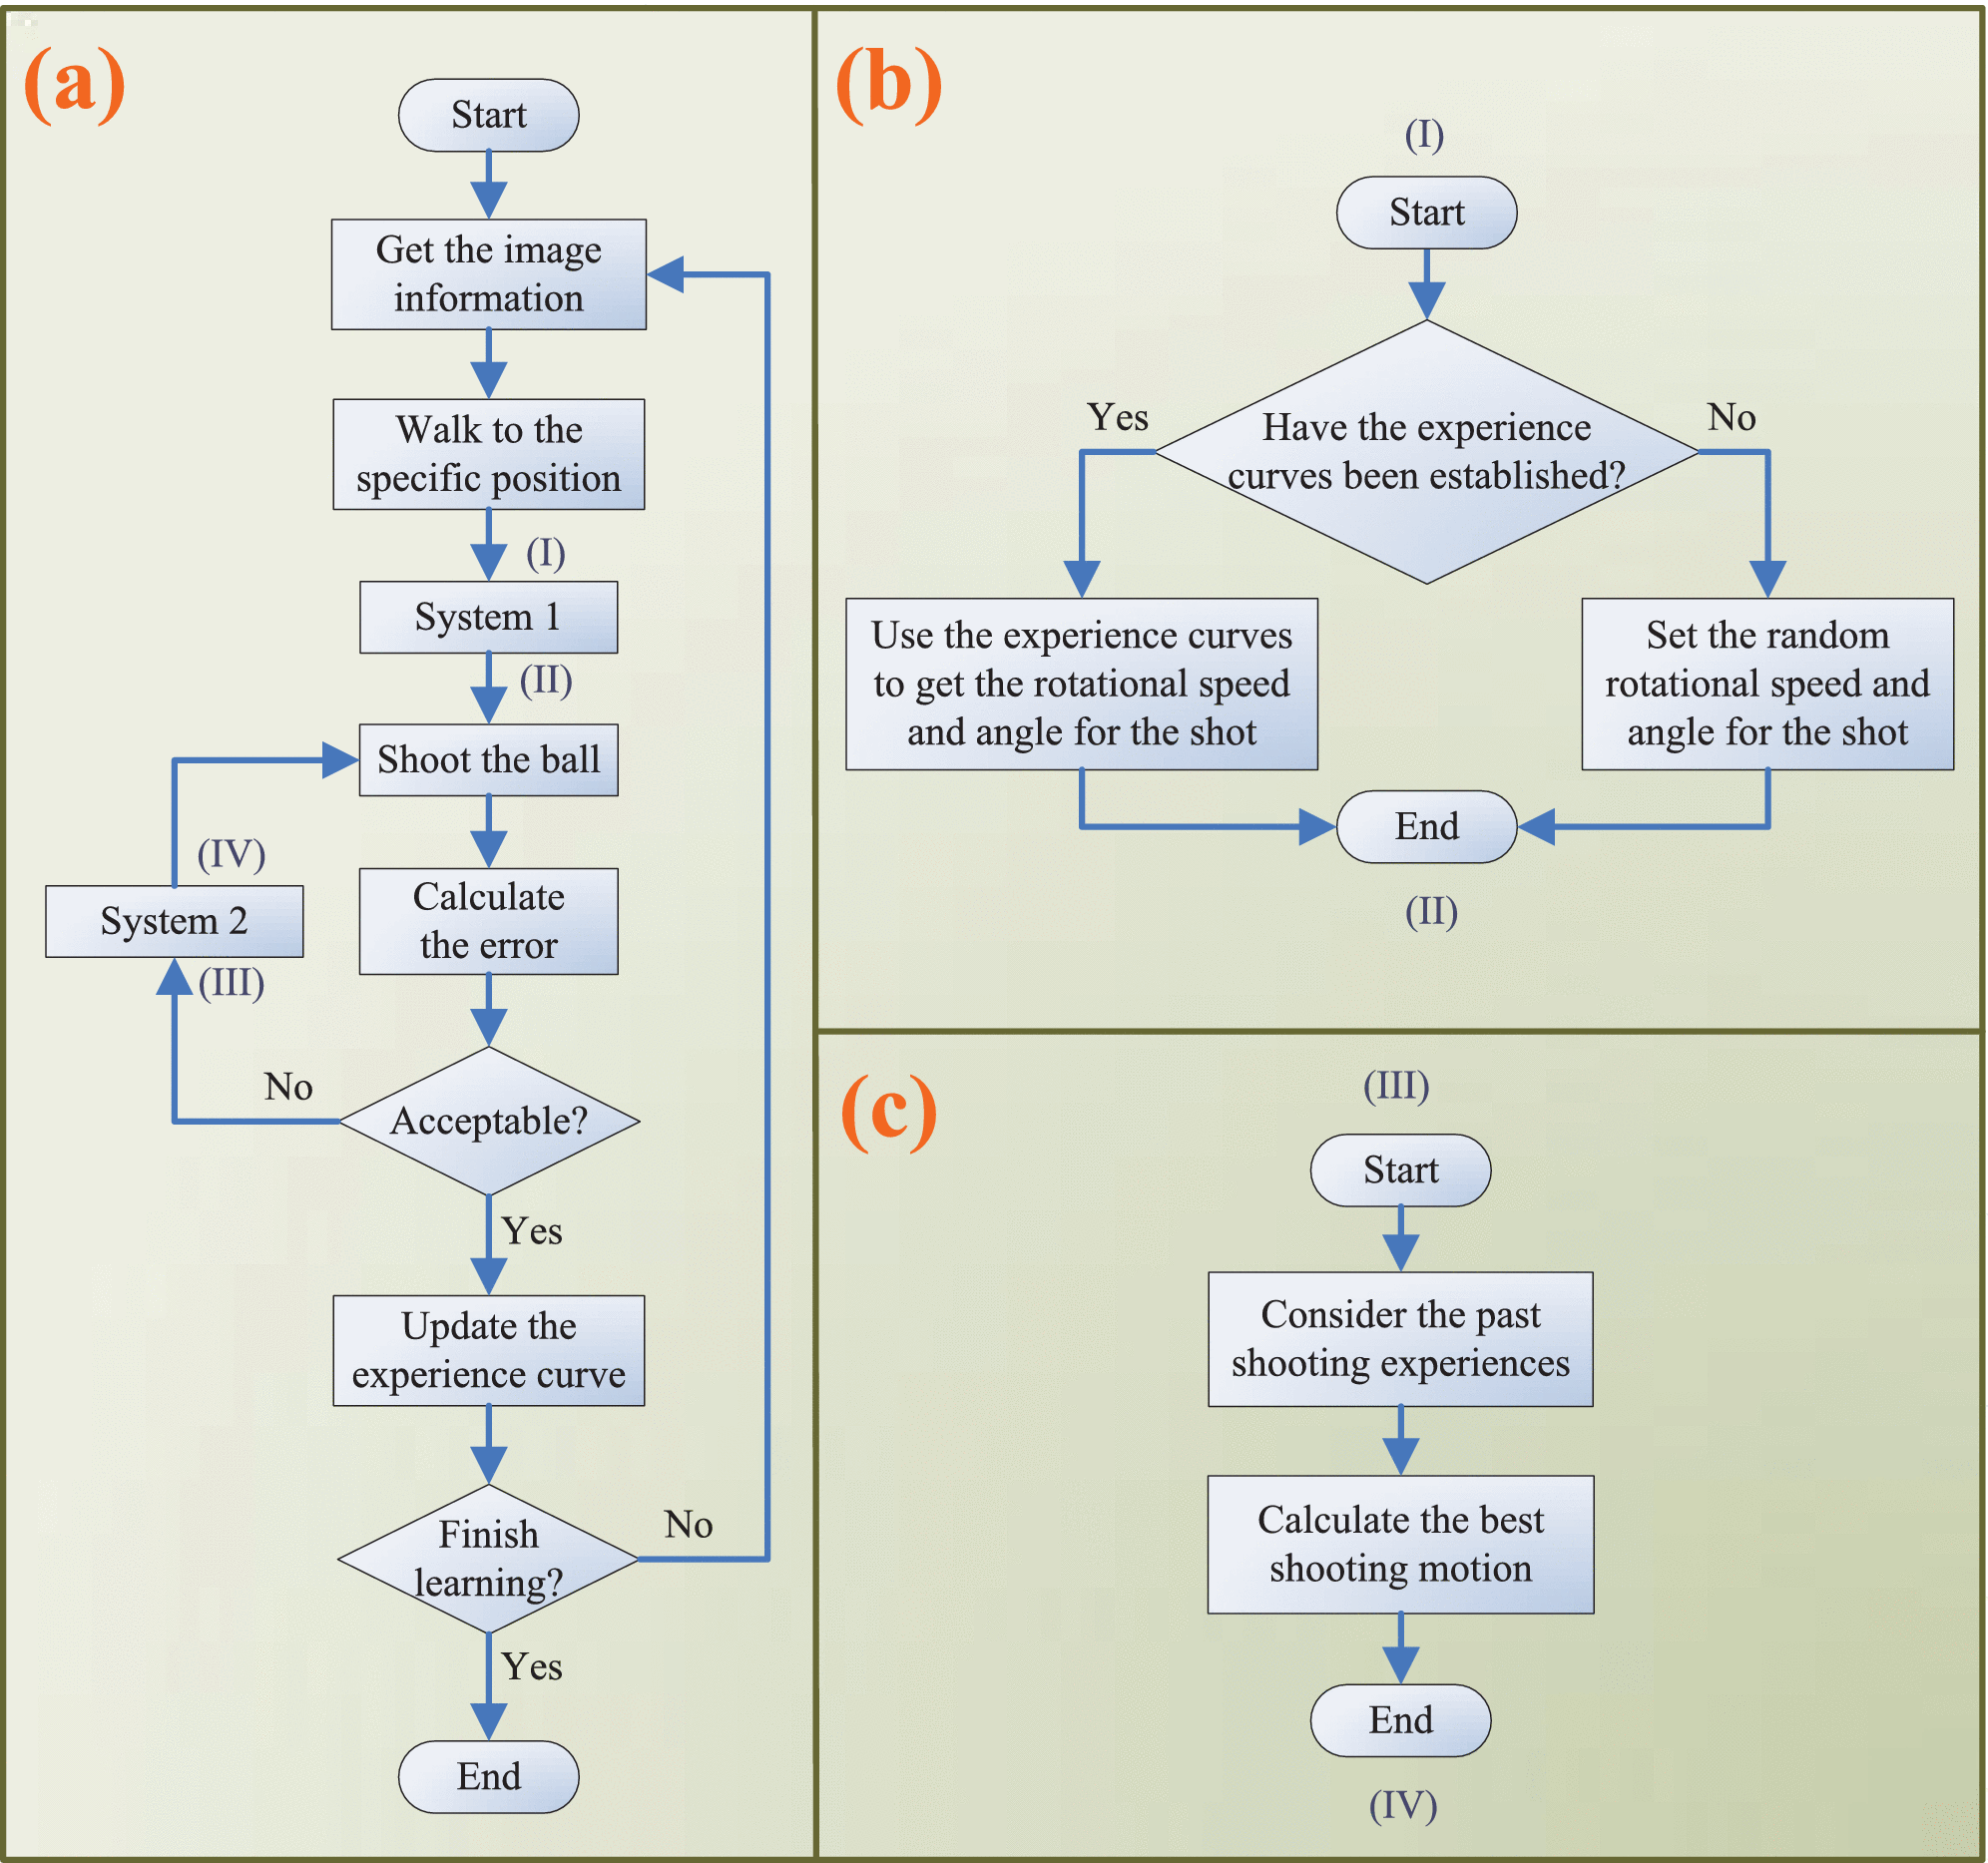 (a)
Start
Get the image
information
Walk to the
specific position
(I)
System 1
(II)
Shoot the ball
(IV)
System 2
(III)
Calculate
the error
No
Acceptable?
Yes
Update the
experience curve
Finish
learning?
No
Yes
End
(b)
(I)
Start
Yes
Have the experience
curves been established?
No
Use the experience curves
to get the rotational speed
and angle for the shot
Set the random
rotational speed and
angle for the shot
End
(II)
(c)
(III)
Start
Consider the past
shooting experiences
Calculate the best
shooting motion
End
(IV)